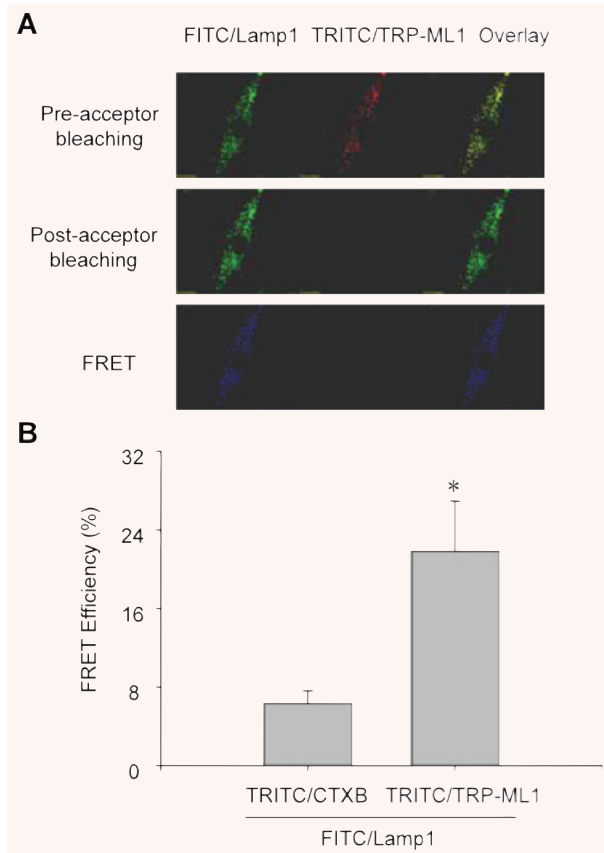 A
FITC/Lamp1 TRITC/TRP-ML1 Overlay
Pre-acceptor
bleaching
Post-acceptor
bleaching
FRET
B
FRET Efficiency (%)
32
24
16
8
0
*
TRITC/CTXB TRITC/TRP-ML1
FITC/Lamp1